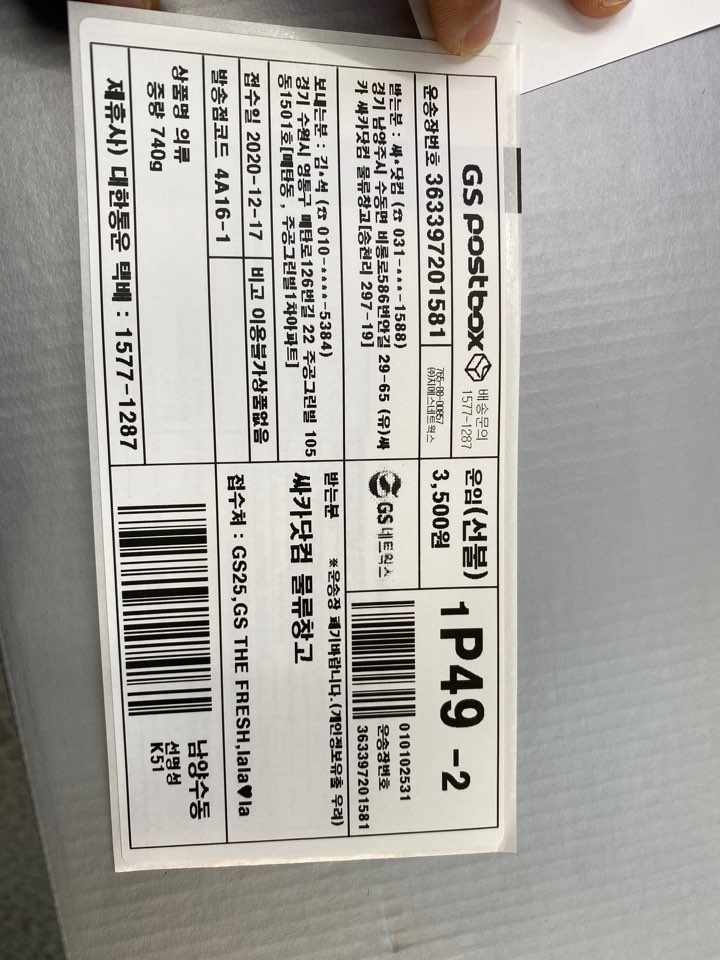 GS postbox
배송문의
1577-1287
운임(선불)
3,500원
1 P49 -2
운송장번호 363397201581
765-88-00857
㈜지에스네트웍스
받는분 : 싸*닷컴 (☎ 031-****-1588)
경기 남양주시 수동면 비룡로586번안길 29-65 (유)싸
카 싸카닷컴 물류창고[송천리 297-19]
GS네트웍스
010102531
운송장번호
363397201581
보내는분 : 김*석 (☎ 010-****-5384)
경기 수원시 영통구 매탄로126번길 22 주공그린빌 105
동1501호[매탄동 , 주공그린빌1차아파트]
받는분 ※운송장 폐기바랍니다.(개인정보유출 우려)
싸카닷컴 물류창고
접수일 2020-12-17
비고 이용불가상품없음
발송점코드 4A16-1
접수처 : GS25,GS THE FRESH,lala♥la
상품명 의류
중량 740g
제휴사) 대한통운 택배 : 1577-1287
남양수동
선명성
K51